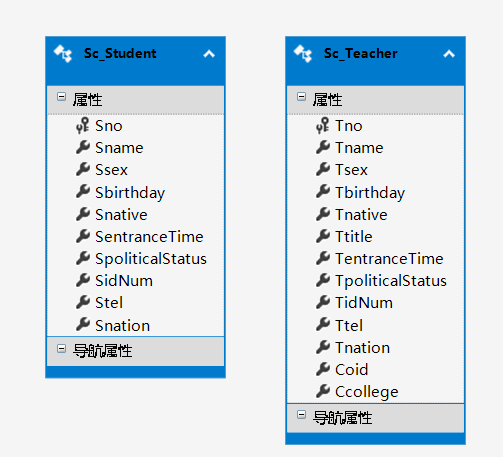 Sc_Student
属性
Sno
Sname
Ssex
Sbirthday
Snative
SentranceTime
SpoliticalStatus
SidNum
Stel
Snation
导航属性
Sc_Teacher
属性
Tno
Tname
Tsex
Tbirthday
Tnative
Ttitle
TentranceTime
TpoliticalStatus
TidNum
Ttel
Tnation
Coid
Ccollege
导航属性